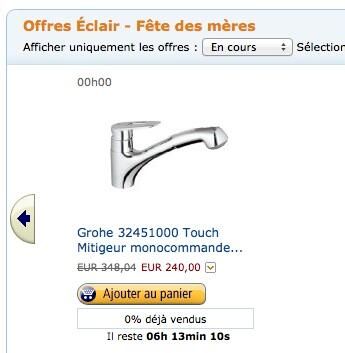 Offres Éclair - Fête des mères
Afficher uniquement les offres : En cours Sélection
00h00
Grohe 32451000 Touch
Mitigeur monocommande...
EUR 348,04 EUR 240,00
Ajouter au panier
0% déjà vendus
Il reste 06h 13min 10s